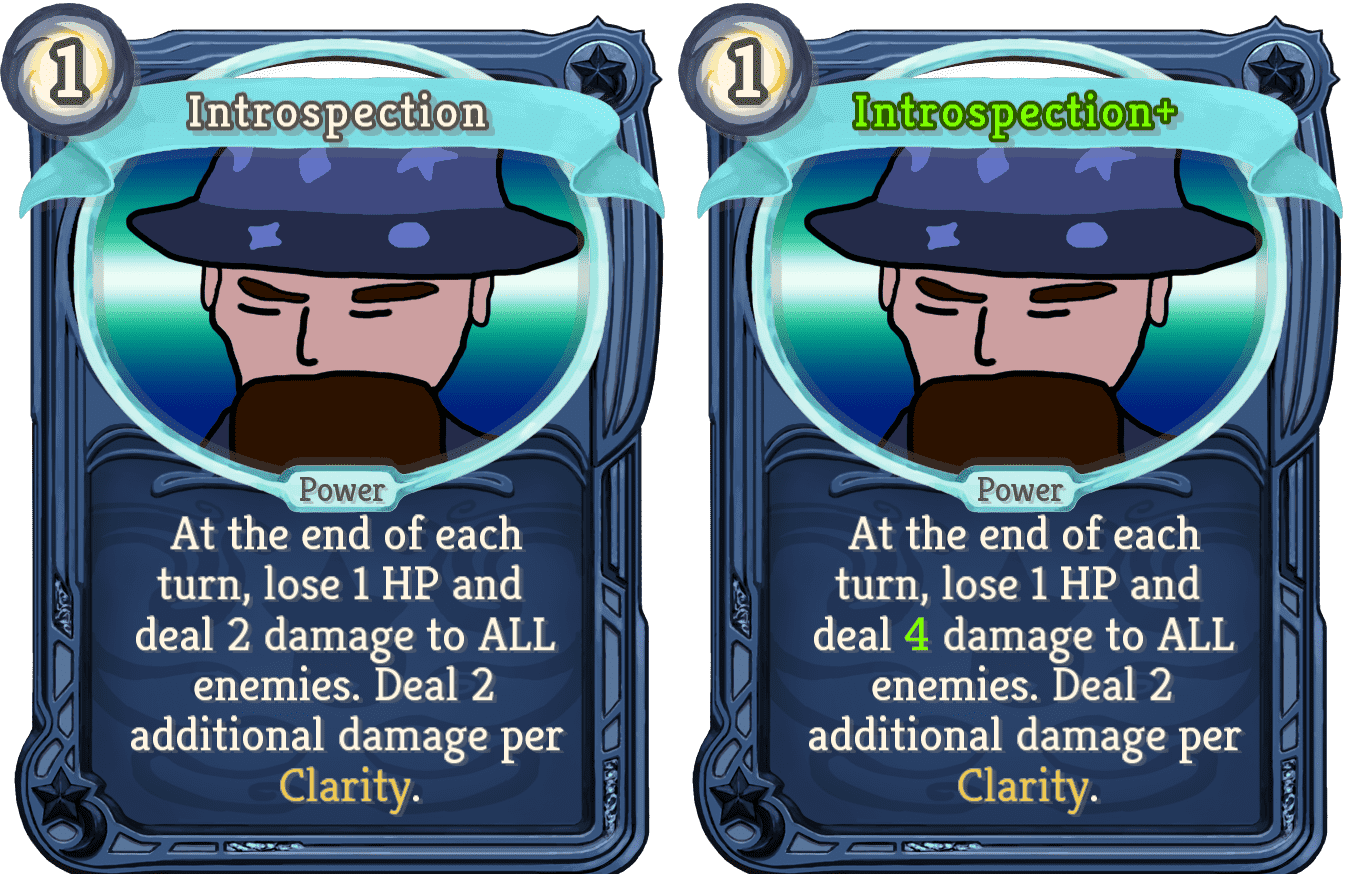 1
Introspection
Power
At the end of each
turn, lose 1 HP and
deal 2 damage to ALL
enemies. Deal 2
additional damage per
Clarity.
1
Introspection+
Power
At the end of each
turn, lose 1 HP and
deal 4 damage to ALL
enemies. Deal 2
additional damage per
Clarity.